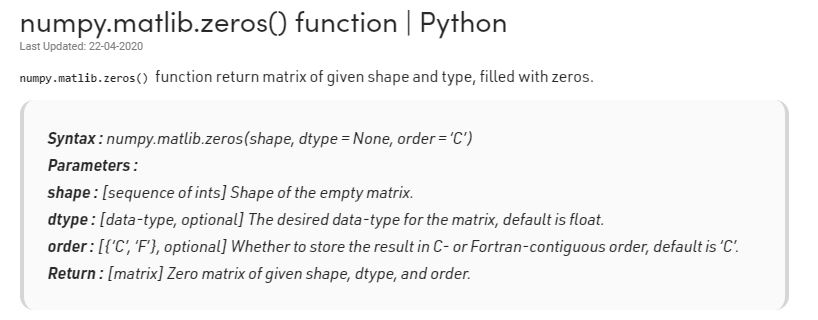 numpy.matlib.zeros() function | Python
Last Updated: 22-04-2020
numpy.matlib.zeros() function return matrix of given shape and type, filled with zeros.
Syntax : numpy.matlib.zeros(shape, dtype = None, order = ‘C’)
Parameters :
shape : [sequence of ints] Shape of the empty matrix.
dtype : [data-type, optional] The desired data-type for the matrix, default is float.
order : [{‘C’, ‘F’}, optional] Whether to store the result in C- or Fortran-contiguous order, default is ‘C’.
Return : [matrix] Zero matrix of given shape, dtype, and order.